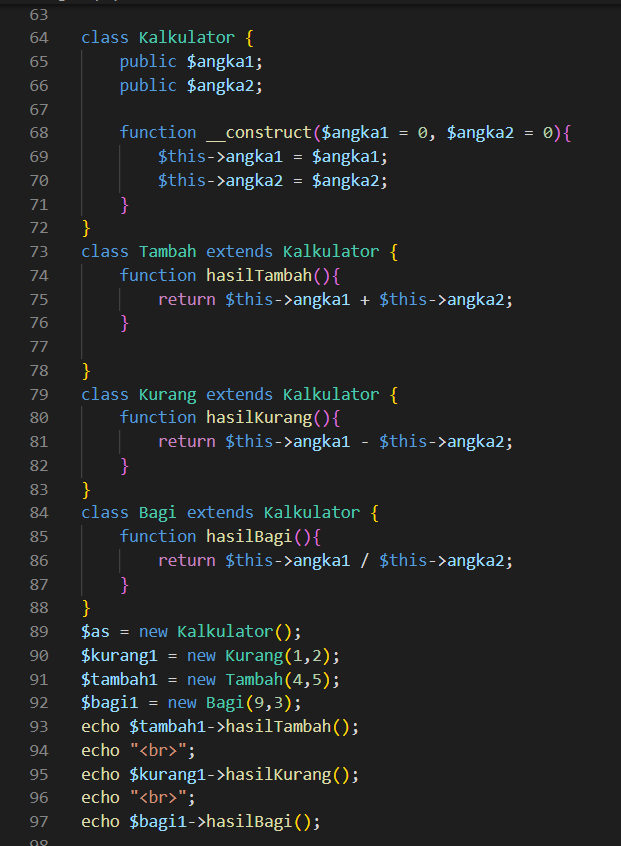 63
64 class Kalkulator {
65     public $angka1;
66     public $angka2;
67
68     function __construct($angka1 = 0, $angka2 = 0){
69         $this->angka1 = $angka1;
70         $this->angka2 = $angka2;
71     }
72 }
73 class Tambah extends Kalkulator {
74     function hasilTambah(){
75         return $this->angka1 + $this->angka2;
76     }
77
78 }
79 class Kurang extends Kalkulator {
80     function hasilKurang(){
81         return $this->angka1 - $this->angka2;
82     }
83 }
84 class Bagi extends Kalkulator {
85     function hasilBagi(){
86         return $this->angka1 / $this->angka2;
87     }
88 }
89 $as = new Kalkulator();
90 $kurang1 = new Kurang(1,2);
91 $tambah1 = new Tambah(4,5);
92 $bagi1 = new Bagi(9,3);
93 echo $tambah1->hasilTambah();
94 echo "<br>";
95 echo $kurang1->hasilKurang();
96 echo "<br>";
97 echo $bagi1->hasilBagi();
98